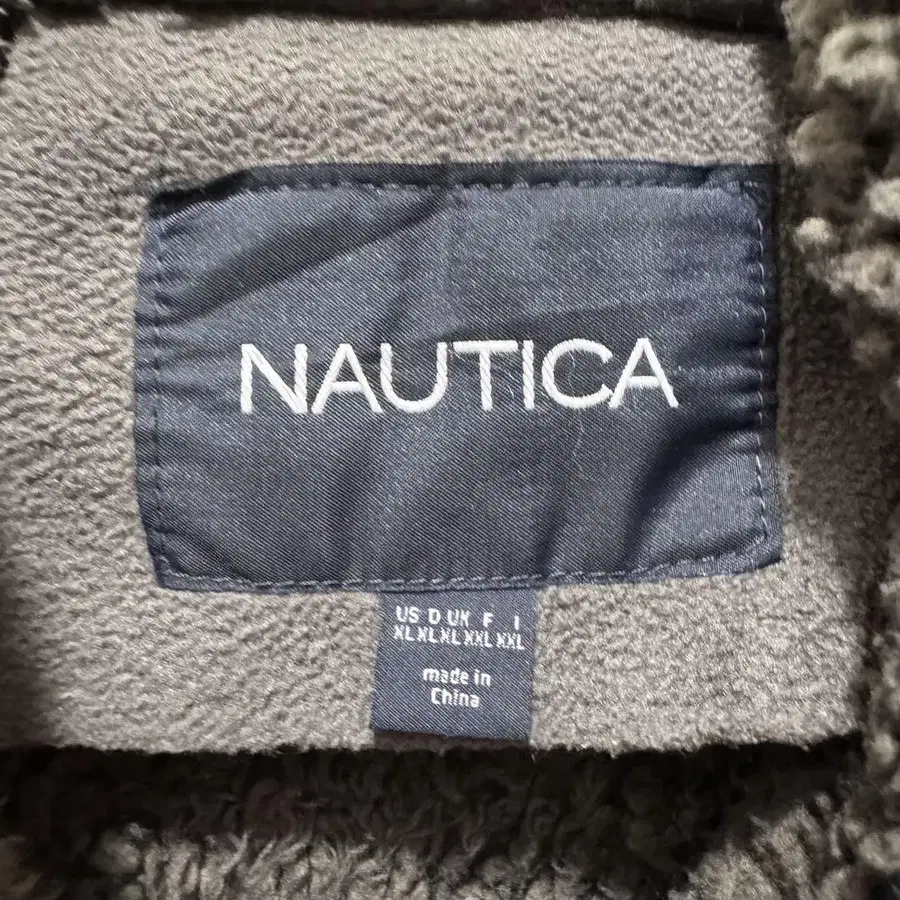 NAUTICA
US D UK F I
XL XL XL XXL XXL
made in
China